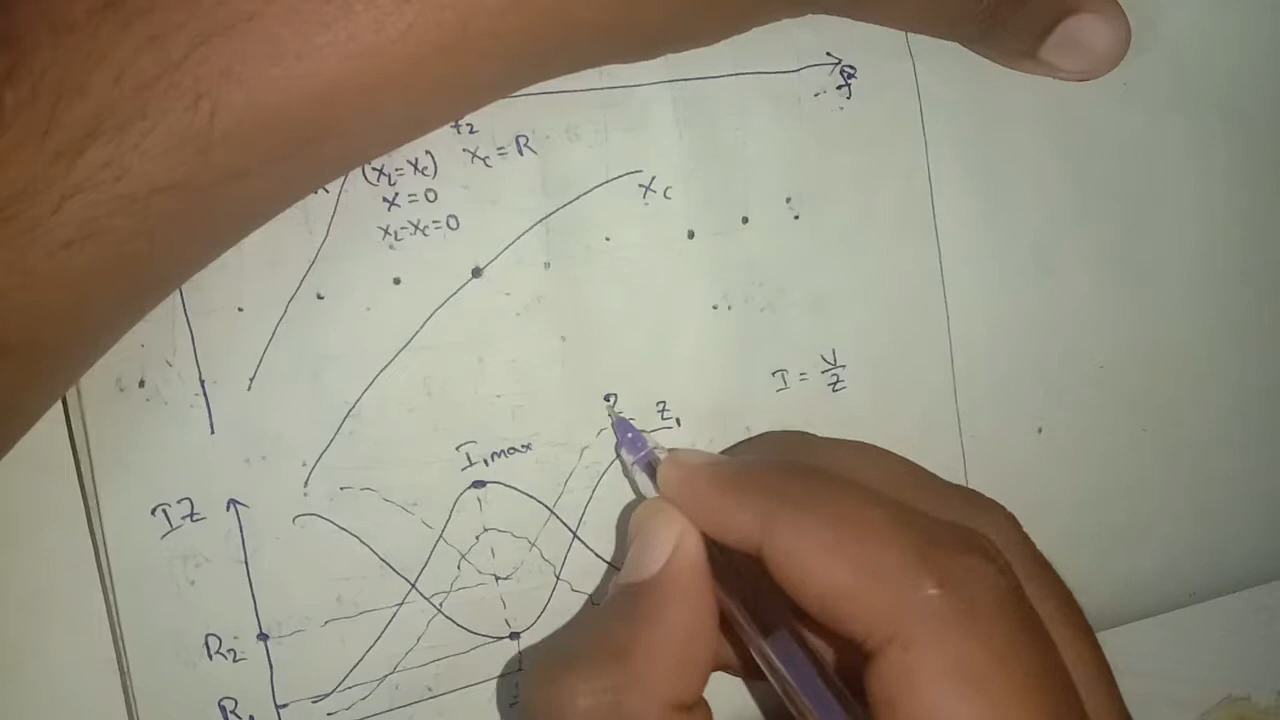 f
f2
(XL=XC) XC=R
X=0
XL-XC=0
XC
I = V/Z
Z1
I1max
IZ
R2
R1